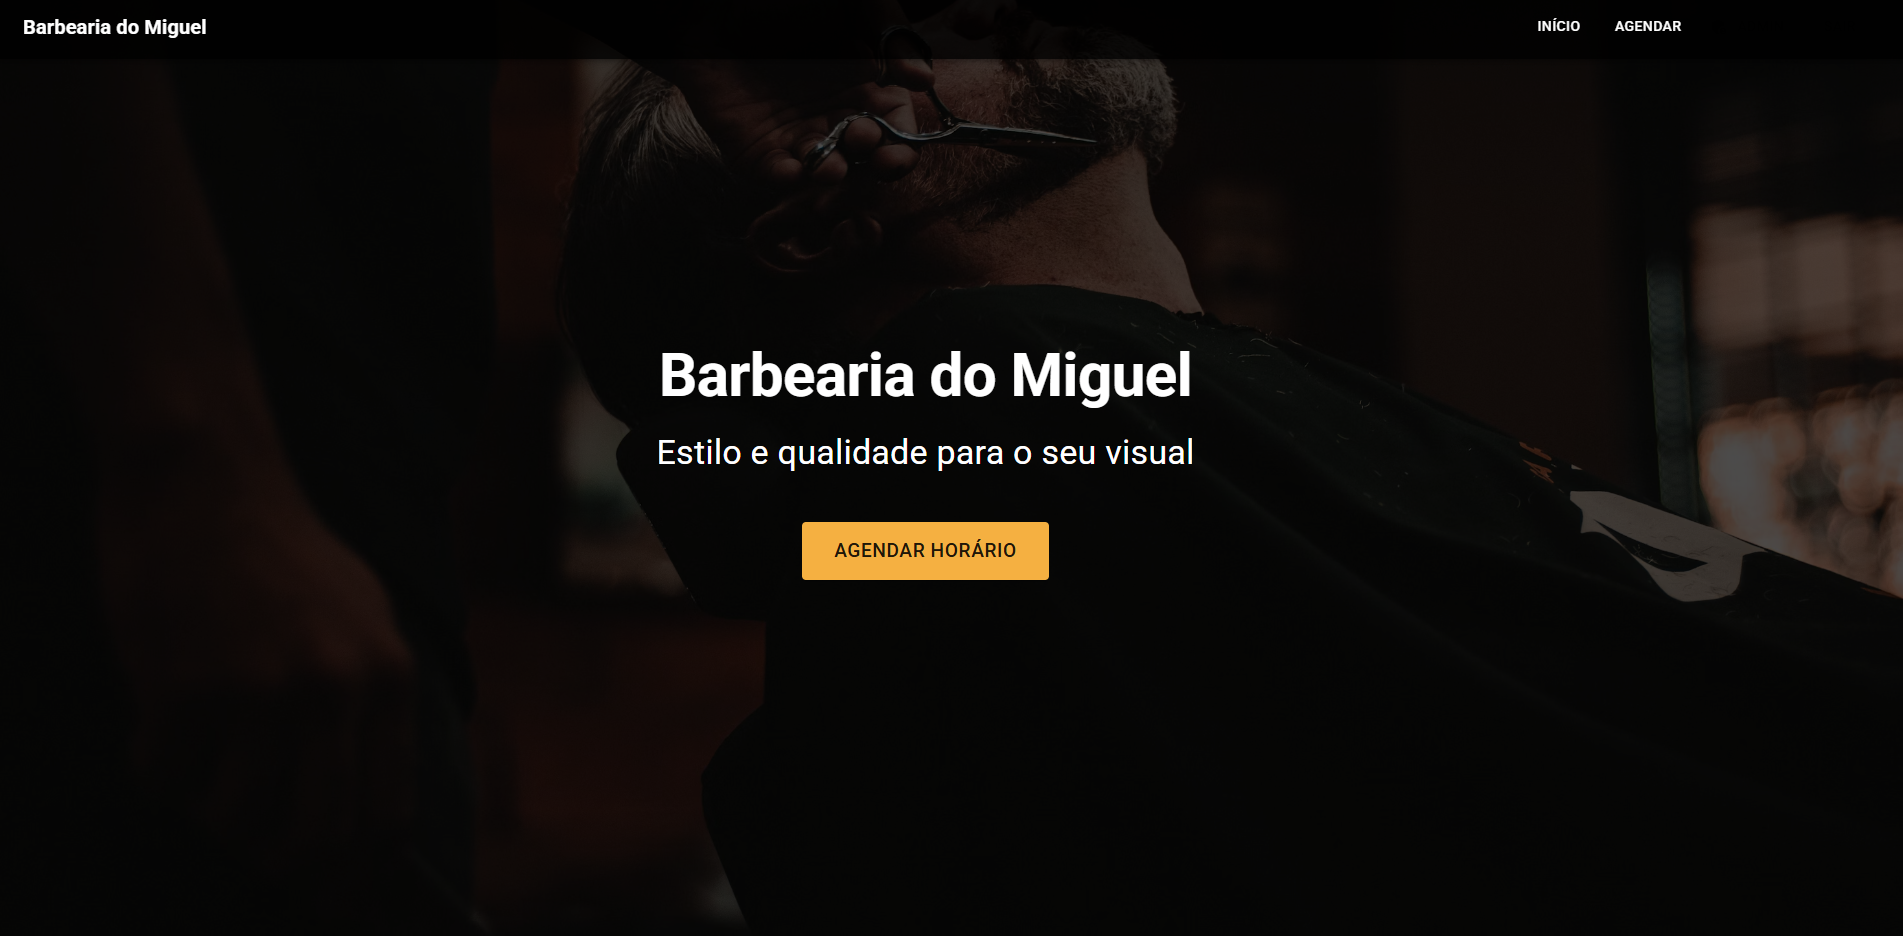 Barbearia do Miguel
INÍCIO
AGENDAR
Barbearia do Miguel
Estilo e qualidade para o seu visual
AGENDAR HORÁRIO